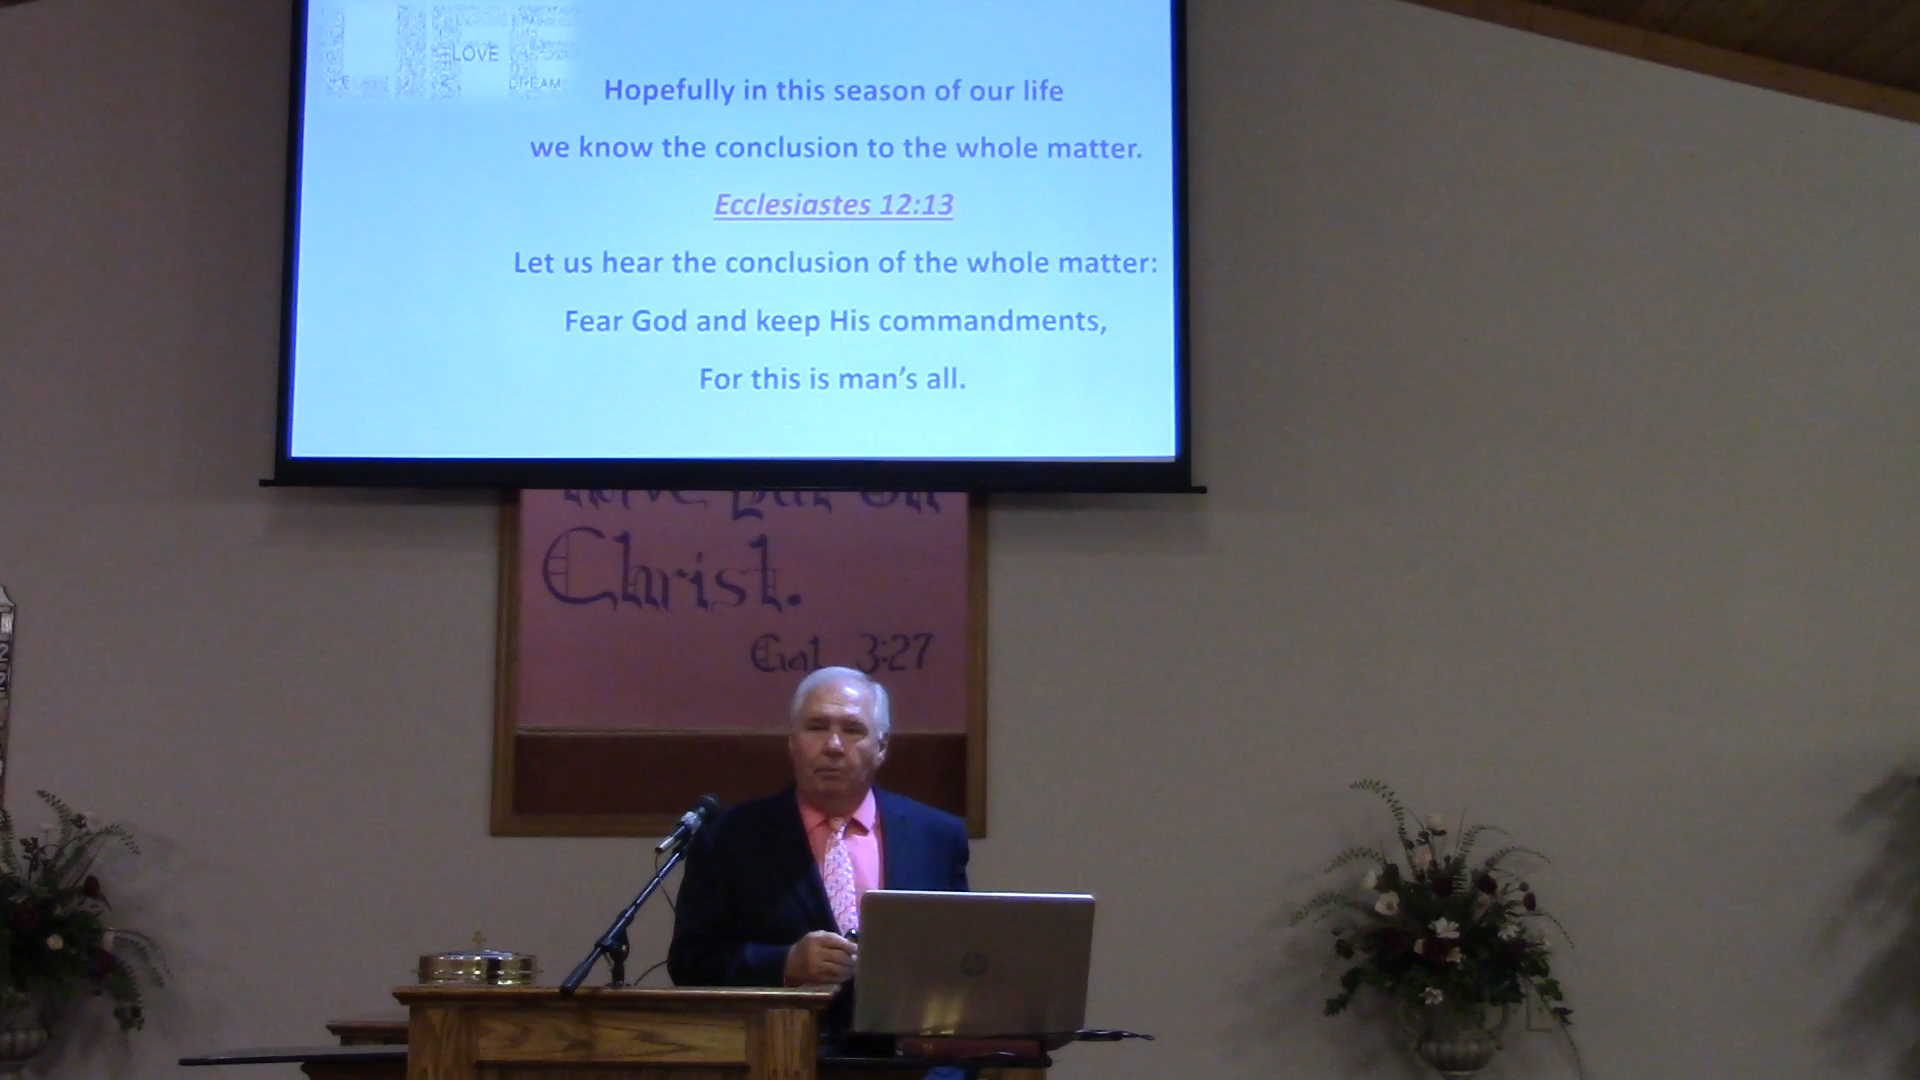 LOVE
DREAM
Hopefully in this season of our life
we know the conclusion to the whole matter.
Ecclesiastes 12:13
Let us hear the conclusion of the whole matter:
Fear God and keep His commandments,
For this is man's all.
Christ.
Gal 3:27
hp